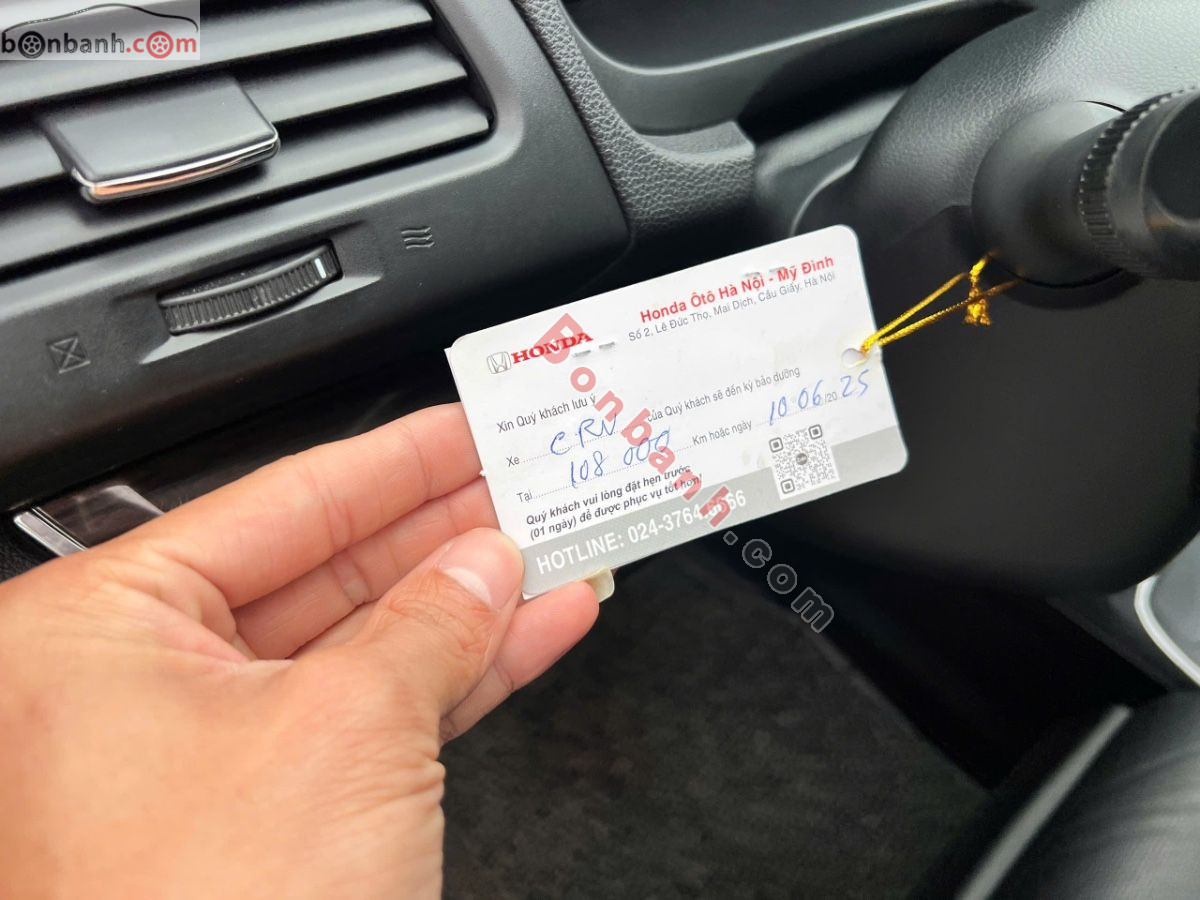 bonbanh.com
Honda Ôtô Hà Nội - Mỹ Đình
Số 2, Lê Đức Thọ, Mai Dịch, Cầu Giấy, Hà Nội
HONDA
Xin Quý khách lưu ý
Xe CRV của Quý khách sẽ đến kỳ bảo dưỡng
Tại 108 000 Km hoặc ngày 10 06/2025
Quý khách vui lòng đặt hẹn trước
(01 ngày) để được phục vụ tốt hơn!
HOTLINE: 024-3764.3666
Bonbanh.com